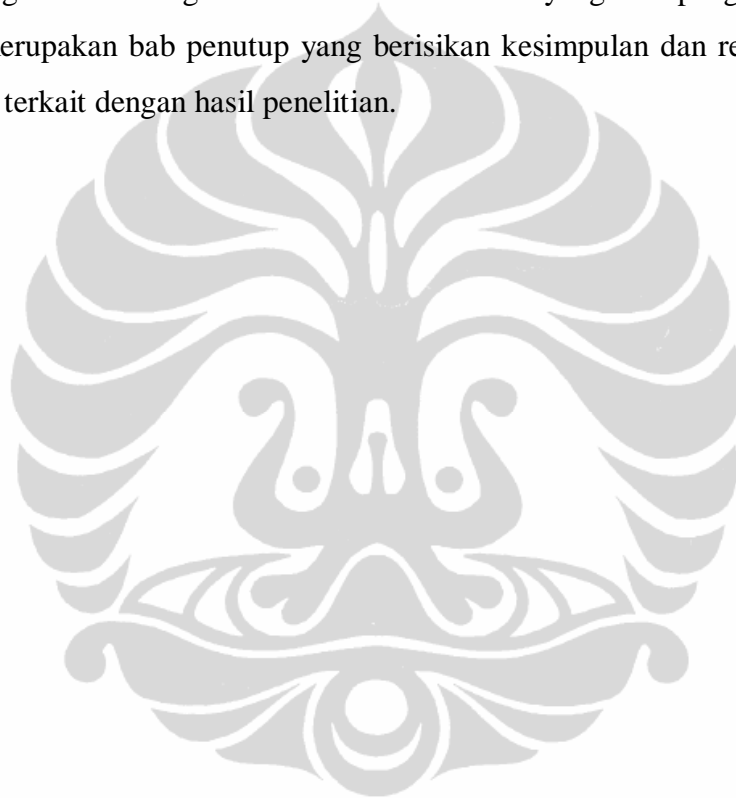 erupakan bab penutup yang berisikan kesimpulan dan re
terkait dengan hasil penelitian.